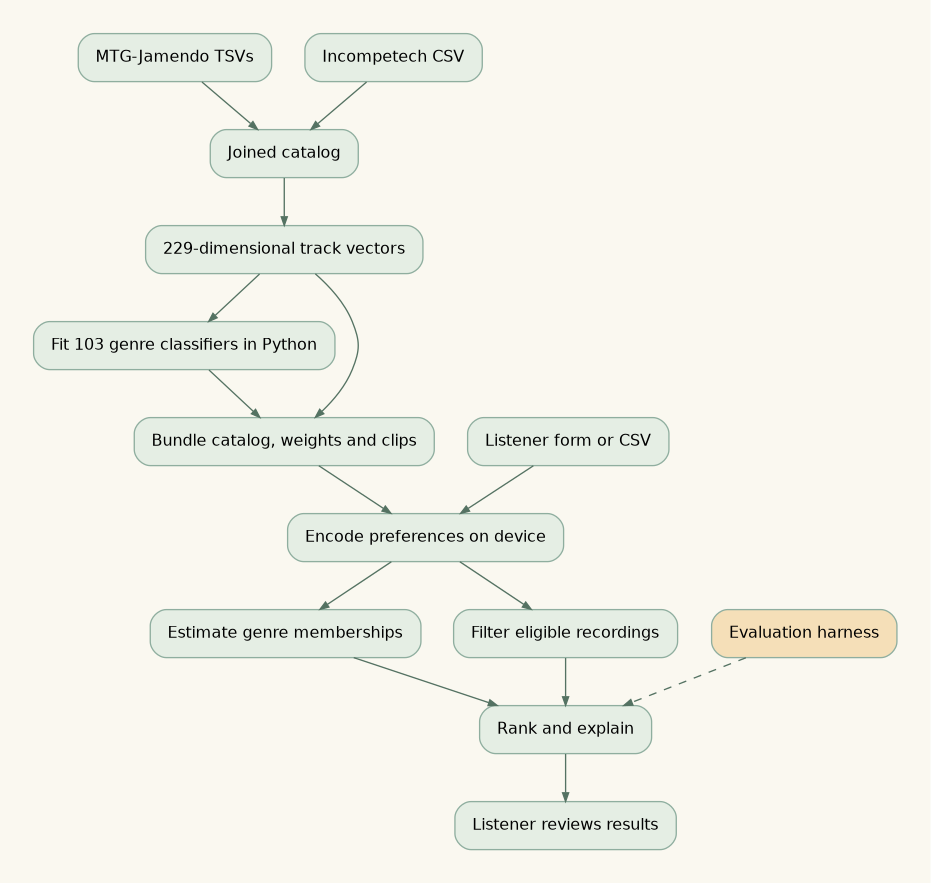 MTG-Jamendo TSVs
Incompetech CSV
Joined catalog
229-dimensional track vectors
Fit 103 genre classifiers in Python
Bundle catalog, weights and clips
Listener form or CSV
Encode preferences on device
Estimate genre memberships
Filter eligible recordings
Evaluation harness
Rank and explain
Listener reviews results